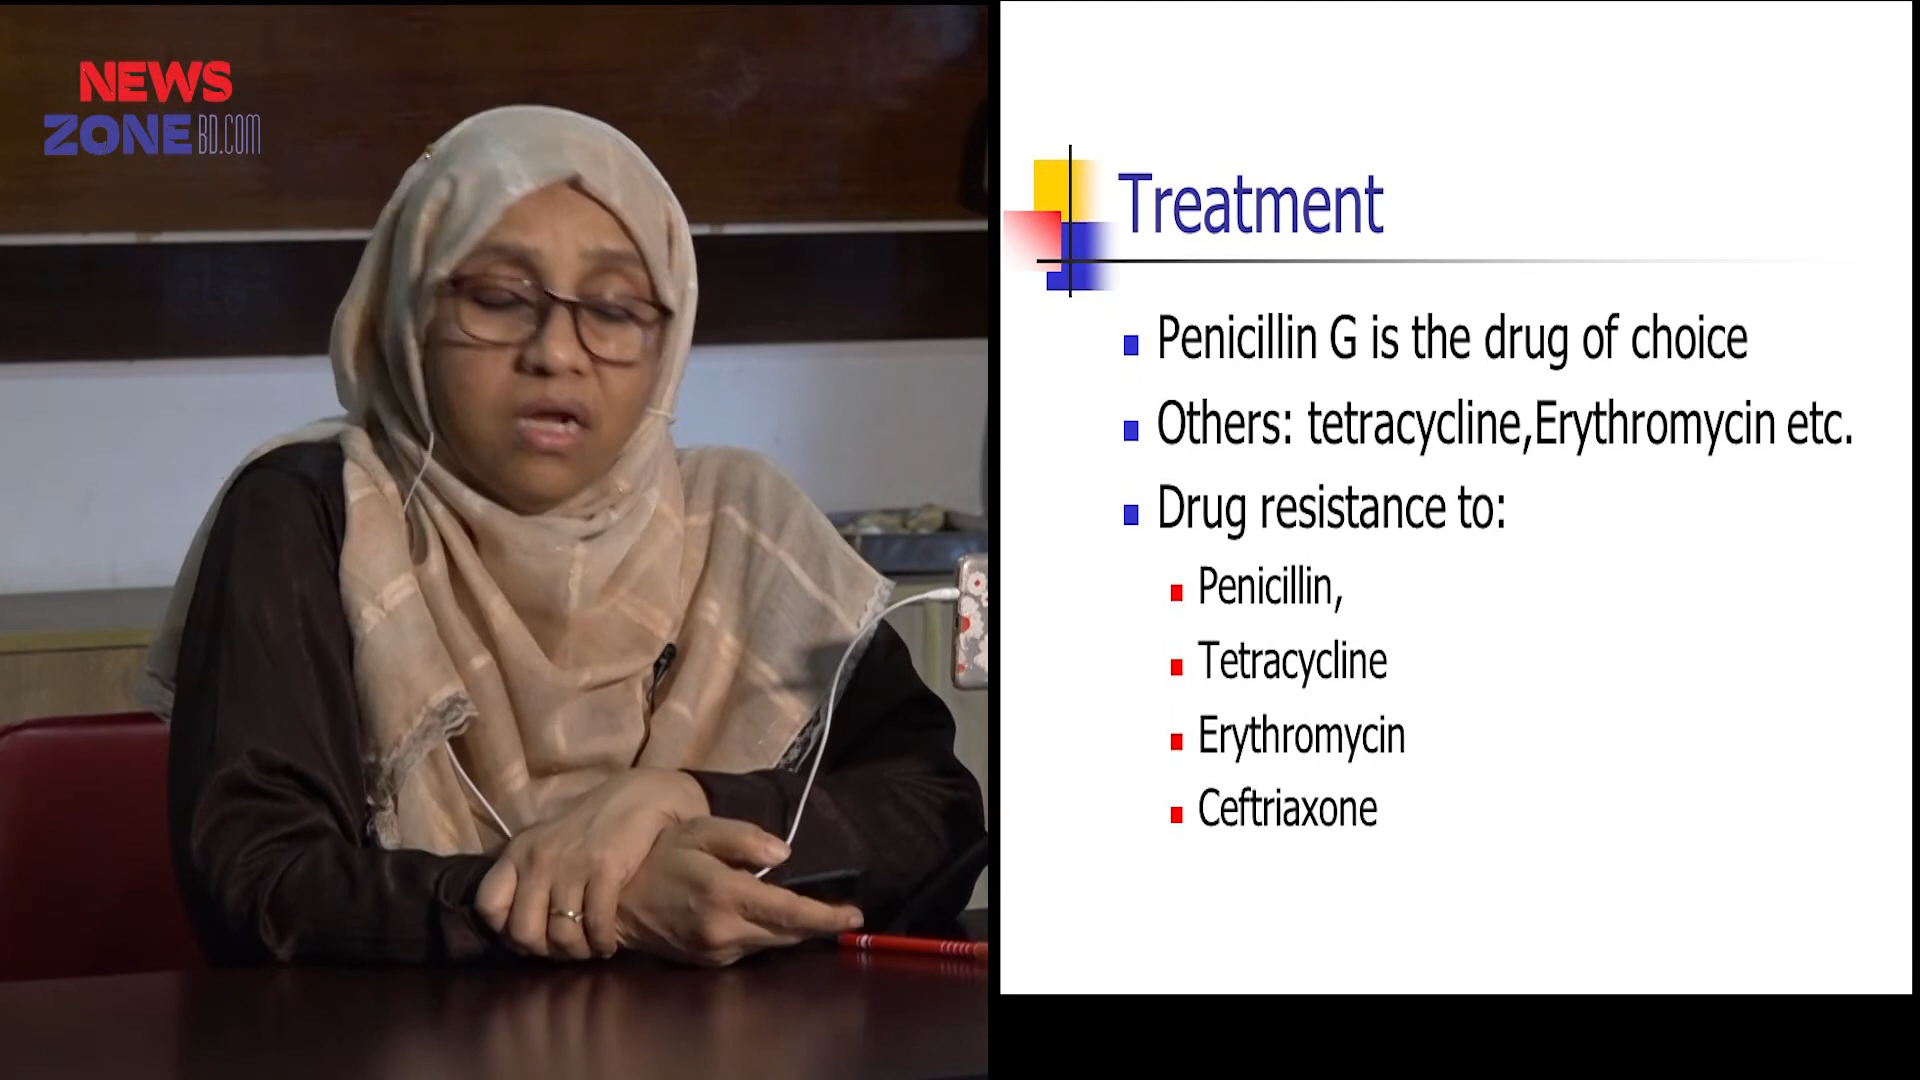 NEWS
ZONE BD.COM
Treatment
Penicillin G is the drug of choice
Others: tetracycline,Erythromycin etc.
Drug resistance to:
Penicillin,
Tetracycline
Erythromycin
Ceftriaxone